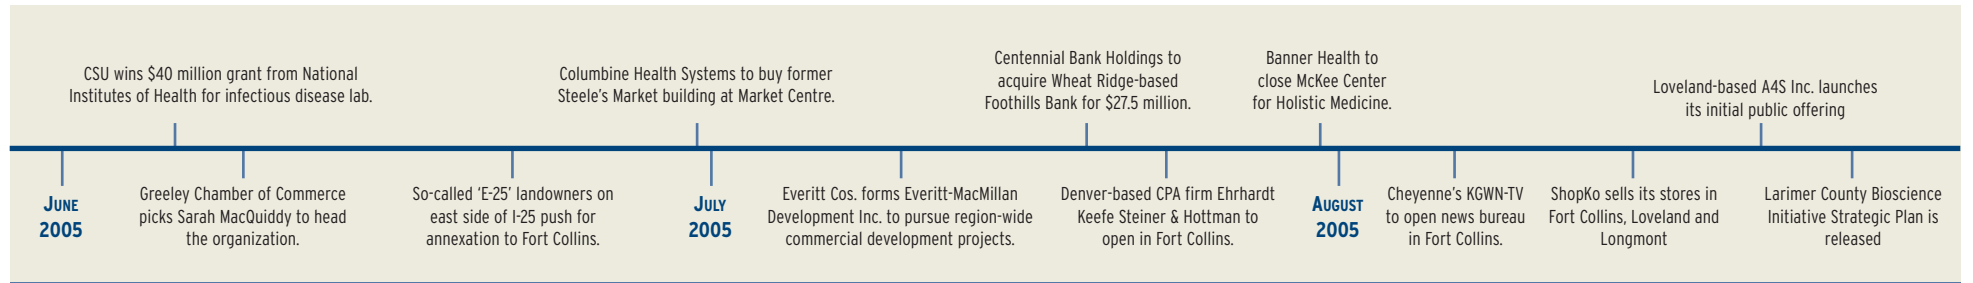 CSU wins $40 million grant from National
Institutes of Health for infectious disease lab.
Columbine Health Systems to buy former
Steele's Market building at Market Centre.
Centennial Bank Holdings to
acquire Wheat Ridge-based
Foothills Bank for $27.5 million.
Banner Health to
close McKee Center
for Holistic Medicine.
Loveland-based A4S Inc. launches
its initial public offering
JUNE
2005
Greeley Chamber of Commerce
picks Sarah MacQuiddy to head
the organization.
So-called 'E-25' landowners on
east side of I-25 push for
annexation to Fort Collins.
JULY
2005
Everitt Cos. forms Everitt-MacMillan
Development Inc. to pursue region-wide
commercial development projects.
Denver-based CPA firm Ehrhardt
Keefe Steiner & Hottman to
open in Fort Collins.
AUGUST
2005
Cheyenne's KGWN-TV
to open news bureau
in Fort Collins.
ShopKo sells its stores in
Fort Collins, Loveland and
Longmont
Larimer County Bioscience
Initiative Strategic Plan is
released